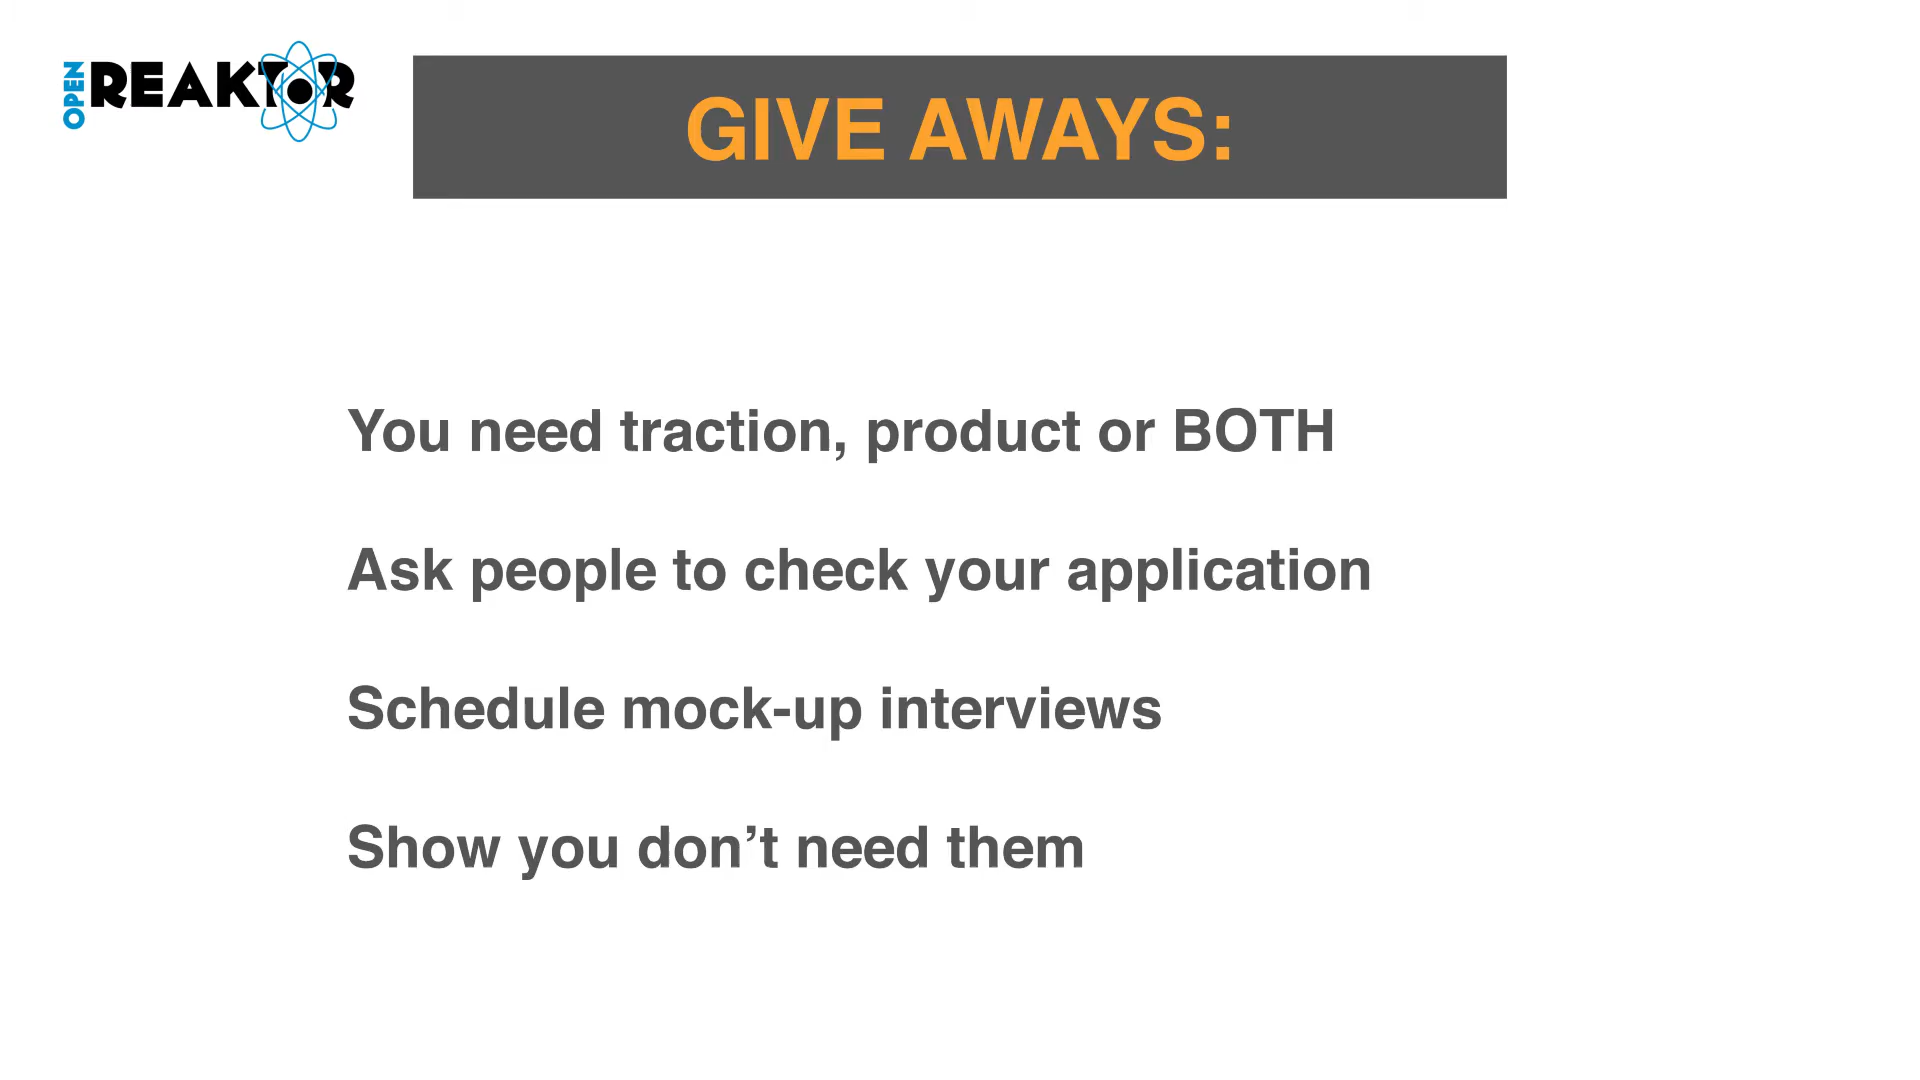 OPEN REAKTOR
GIVE AWAYS:
You need traction, product or BOTH
Ask people to check your application
Schedule mock-up interviews
Show you don’t need them